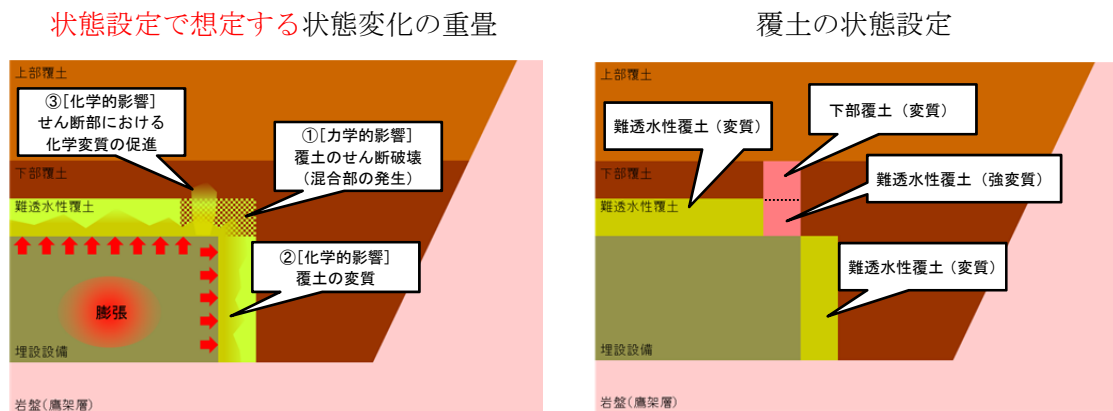 状態設定で想定する状態変化の重畳
上部覆土
③[化学的影響]
せん断部における
化学変質の促進
①[力学的影響]
覆土のせん断破壊
（混合部の発生）
下部覆土
難透水性覆土
②[化学的影響]
覆土の変質
膨張
埋設設備
岩盤(鷹架層)
覆土の状態設定
上部覆土
難透水性覆土（変質）
下部覆土（変質）
下部覆土
難透水性覆土（強変質）
難透水性覆土
難透水性覆土（変質）
埋設設備
岩盤(鷹架層)